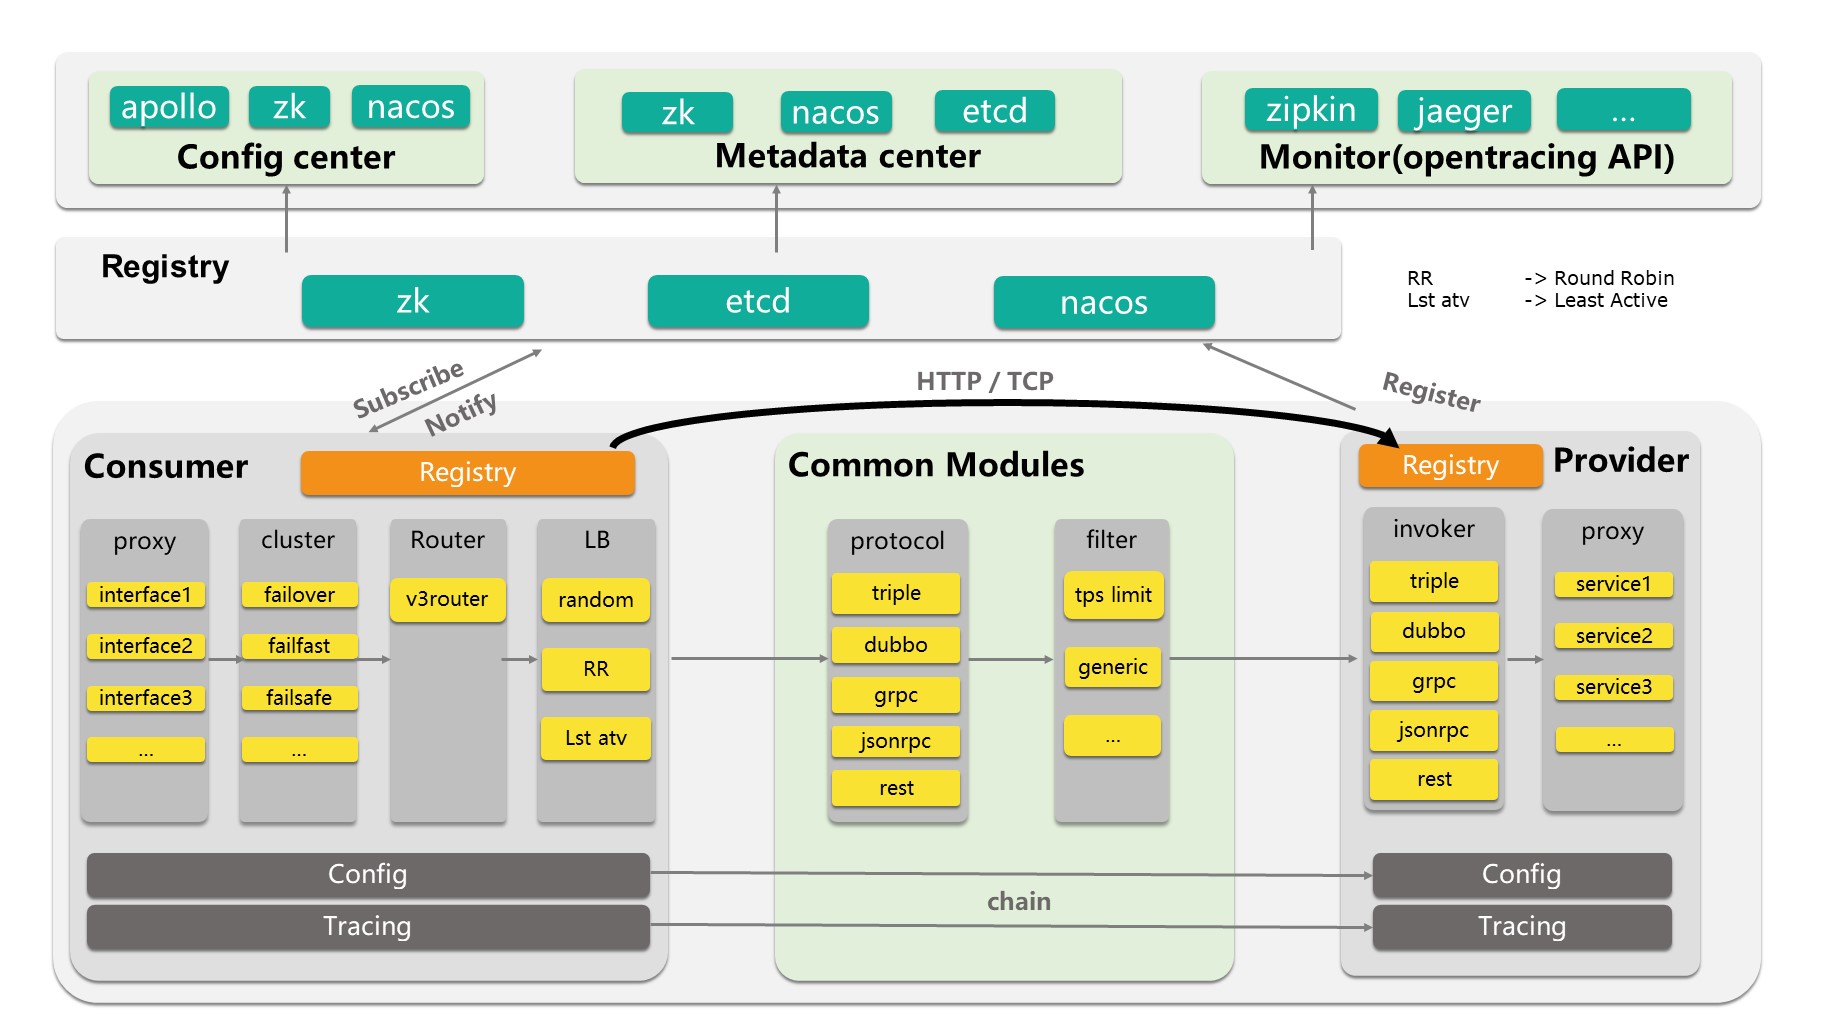 apollo
zk
nacos
Config center
zk
nacos
etcd
Metadata center
zipkin
jaeger
...
Monitor(opentracing API)
Registry
zk
etcd
nacos
RR -> Round Robin
Lst atv -> Least Active
Subscribe
Notify
HTTP / TCP
Register
Consumer
Registry
proxy
interface1
interface2
interface3
...
cluster
failover
failfast
failsafe
...
Router
v3router
LB
random
RR
Lst atv
Common Modules
protocol
triple
dubbo
grpc
jsonrpc
rest
filter
tps limit
generic
...
Registry
Provider
invoker
triple
dubbo
grpc
jsonrpc
rest
proxy
service1
service2
service3
...
Config
Tracing
chain
Config
Tracing